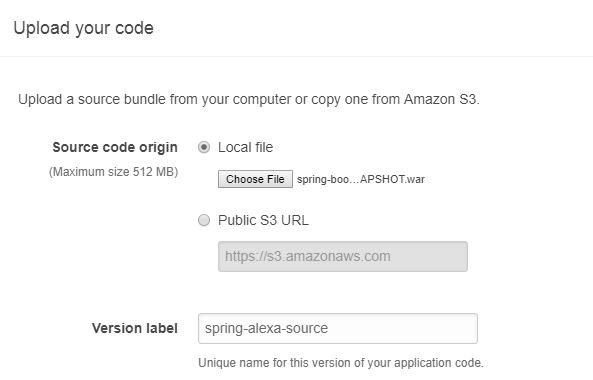 Upload your code
Upload a source bundle from your computer or copy one from Amazon S3.
Source code origin
(Maximum size 512 MB)
Local file
Choose File spring-boo...APSHOT.war
Public S3 URL
https://s3.amazonaws.com
Version label
spring-alexa-source
Unique name for this version of your application code.